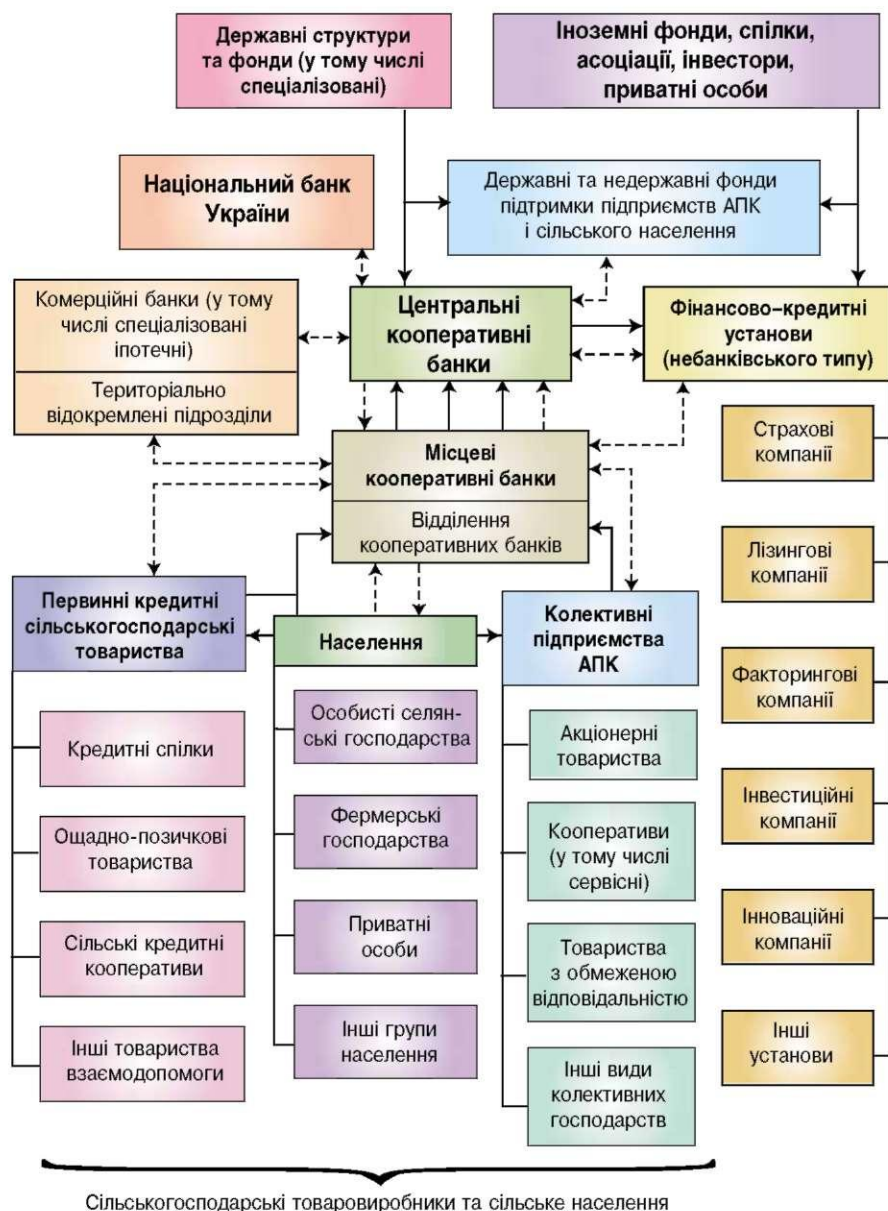 Державні структури
та фонди (у тому числі
спеціалізовані)
Іноземні фонди, спілки,
асоціації, інвестори,
приватні особи
Національний банк
України
Державні та недержавні фонди
підтримки підприємств АПК
і сільського населення
Комерційні банки (у тому
числі спеціалізовані
іпотечні)
Територіально
відокремлені підрозділи
Центральні
кооперативні
банки
Фінансово–кредитні
установи
(небанківського типу)
Місцеві
кооперативні банки
Відділення
кооперативних банків
Страхові
компанії
Лізингові
компанії
Факторингові
компанії
Інвестиційні
компанії
Інноваційні
компанії
Інші
установи
Первинні кредитні
сільськогосподарські
товариства
Кредитні спілки
Ощадно-позичкові
товариства
Сільські кредитні
кооперативи
Інші товариства
взаємодопомоги
Населення
Особисті селян-
ські господарства
Фермерські
господарства
Приватні
особи
Інші групи
населення
Колективні
підприємства
АПК
Акціонерні
товариства
Кооперативи
(у тому числі
сервісні)
Товариства
з обмеженою
відповідальністю
Інші види
колективних
господарств
Сільськогосподарські товаровиробники та сільське населення